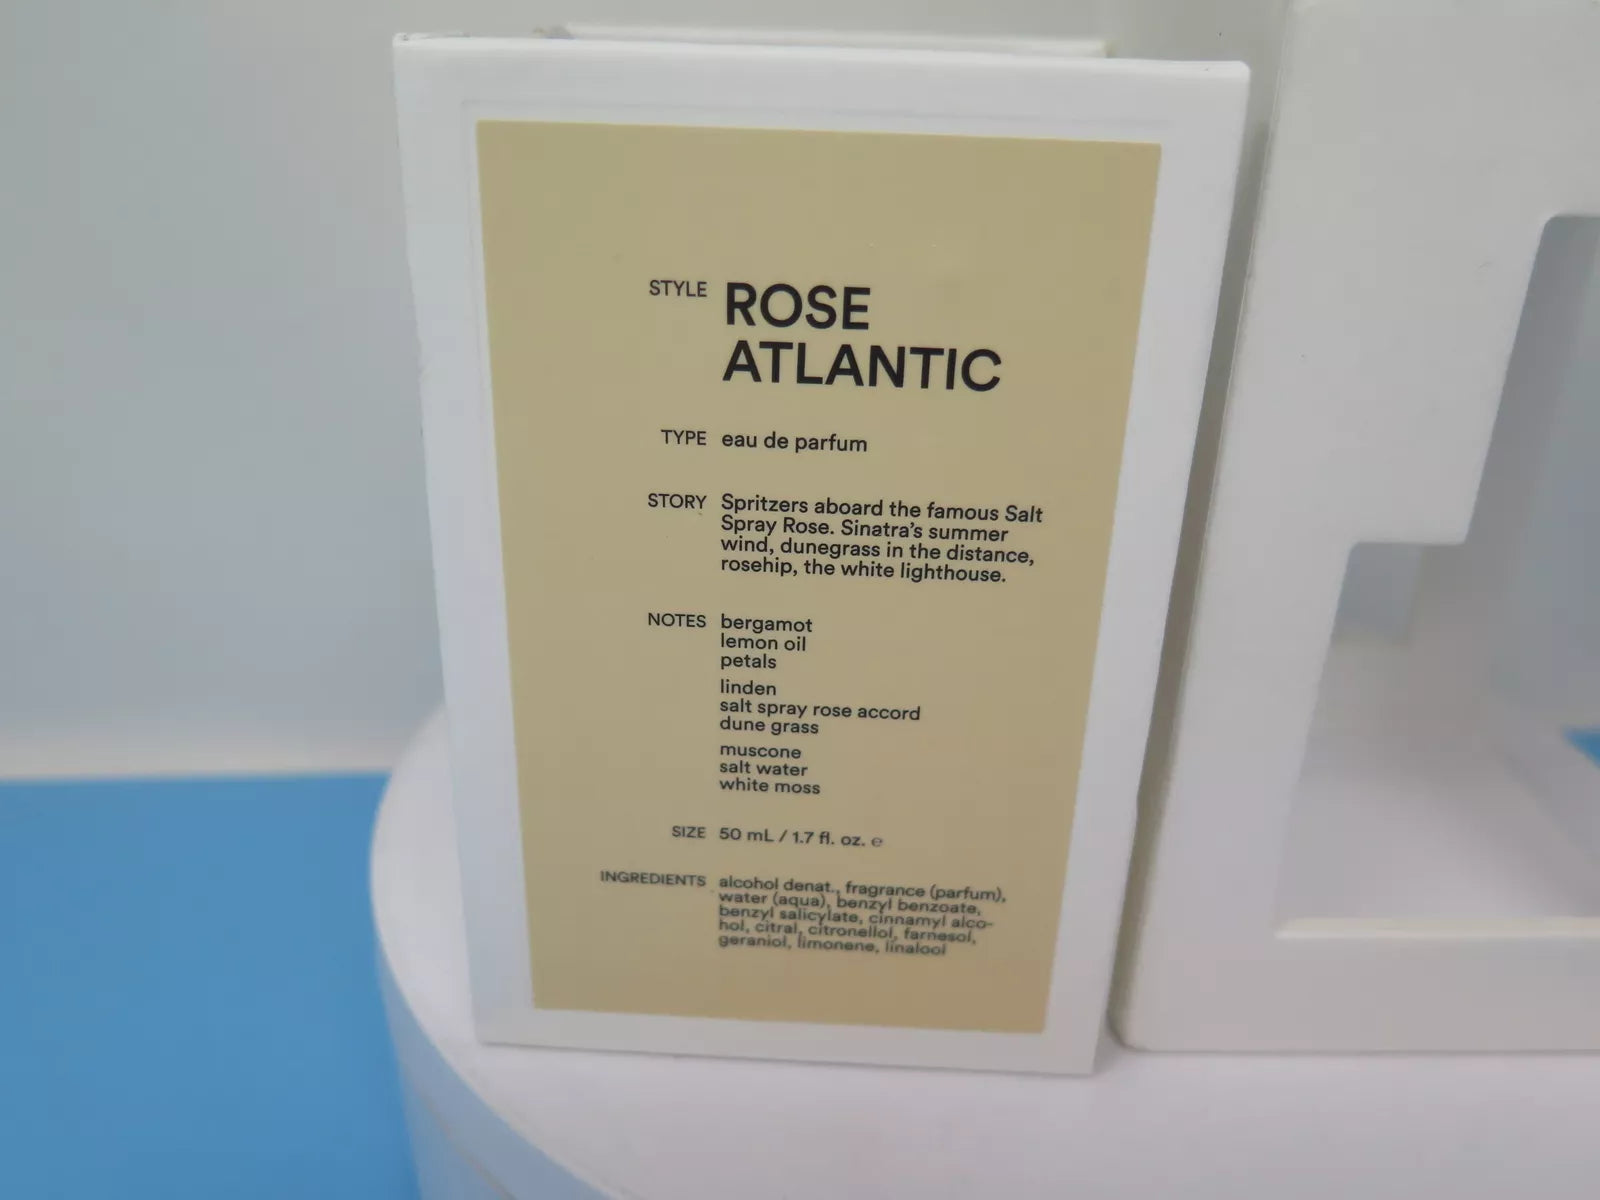 STYLE ROSE
ATLANTIC
TYPE eau de parfum
STORY Spritzers aboard the famous Salt
Spray Rose. Sinatra's summer
wind, dunegrass in the distance,
rosehip, the white lighthouse.
NOTES bergamot
lemon oil
petals
linden
salt spray rose accord
dune grass
muscone
salt water
white moss
SIZE 50 mL / 1.7 fl. oz. ℮
INGREDIENTS alcohol denat., fragrance (parfum),
water (aqua), benzyl benzoate,
benzyl salicylate, cinnamyl alco-
hol, citral, citronellol, farnesol,
geraniol, limonene, linalool